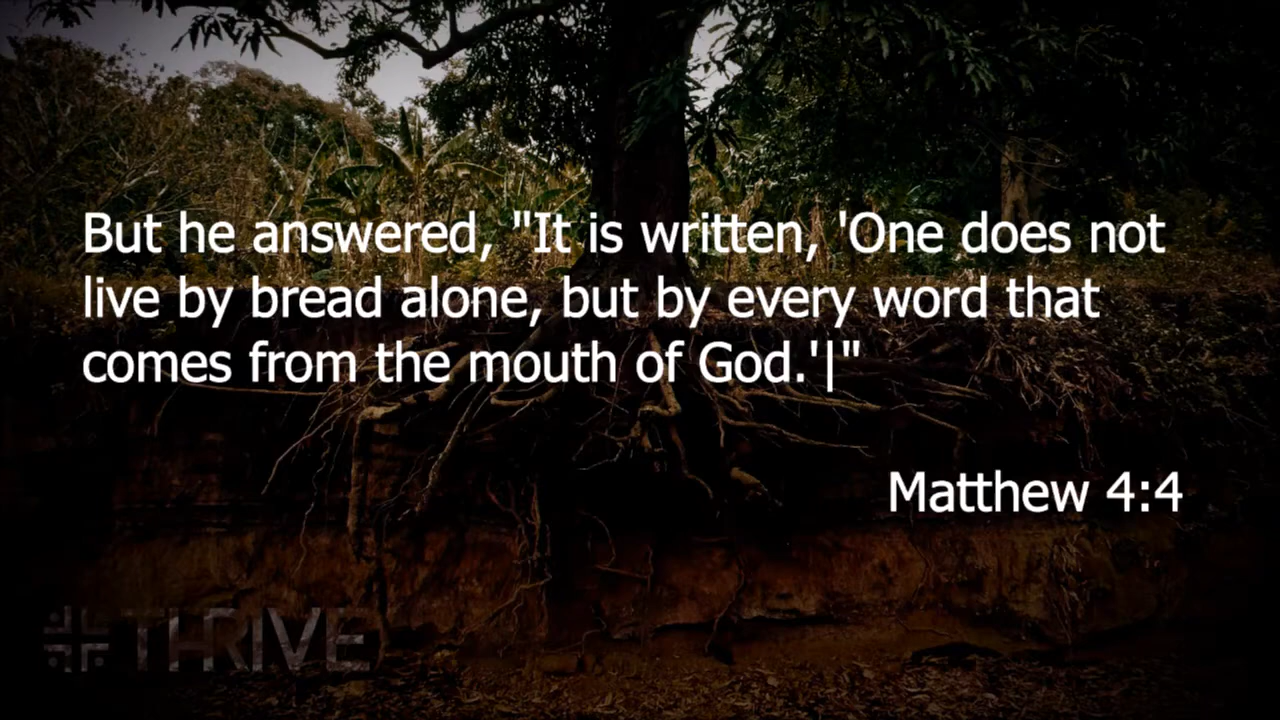 But he answered, "It is written, 'One does not
live by bread alone, but by every word that
comes from the mouth of God.'|"
Matthew 4:4
THRIVE